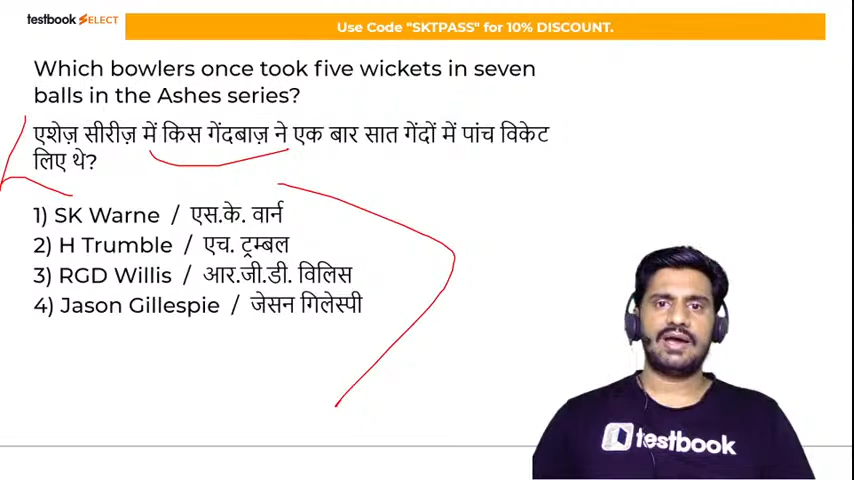 testbook SELECT
Use Code "SKTPASS" for 10% DISCOUNT.
Which bowlers once took five wickets in seven
balls in the Ashes series?
एशेज़ सीरीज़ में किस गेंदबाज़ ने एक बार सात गेंदों में पांच विकेट
लिए थे?
1) SK Warne / एस.के. वार्न
2) H Trumble / एच. ट्रम्बल
3) RGD Willis / आर.जी.डी. विलिस
4) Jason Gillespie / जेसन गिलेस्पी
testbook